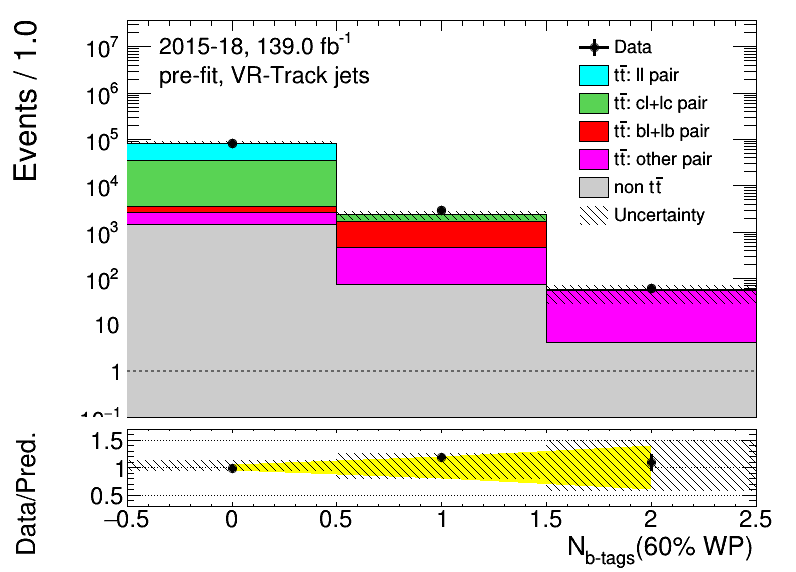 Events / 1.0
10⁷
10⁶
10⁵
10⁴
10³
10²
10
1
10⁻¹
2015-18, 139.0 fb⁻¹
pre-fit, VR-Track jets
Data
tt̄: ll pair
tt̄: cl+lc pair
tt̄: bl+lb pair
tt̄: other pair
non tt̄
Uncertainty
Data/Pred.
1.5
1
0.5
−0.5 0 0.5 1 1.5 2 2.5
N_b-tags(60% WP)